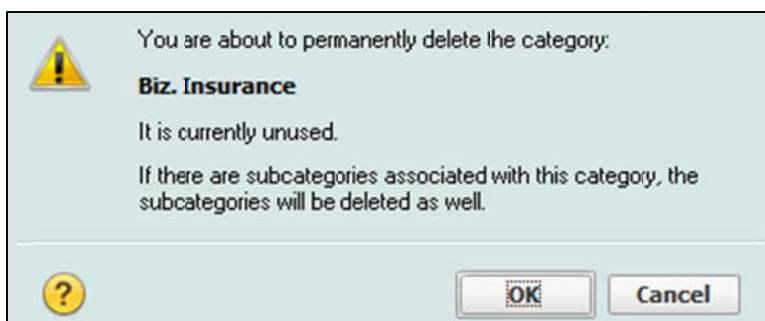 You are about to permanently delete the category:
Biz. Insurance
It is currently unused.
If there are subcategories associated with this category, the
subcategories will be deleted as well.
?
OK
Cancel